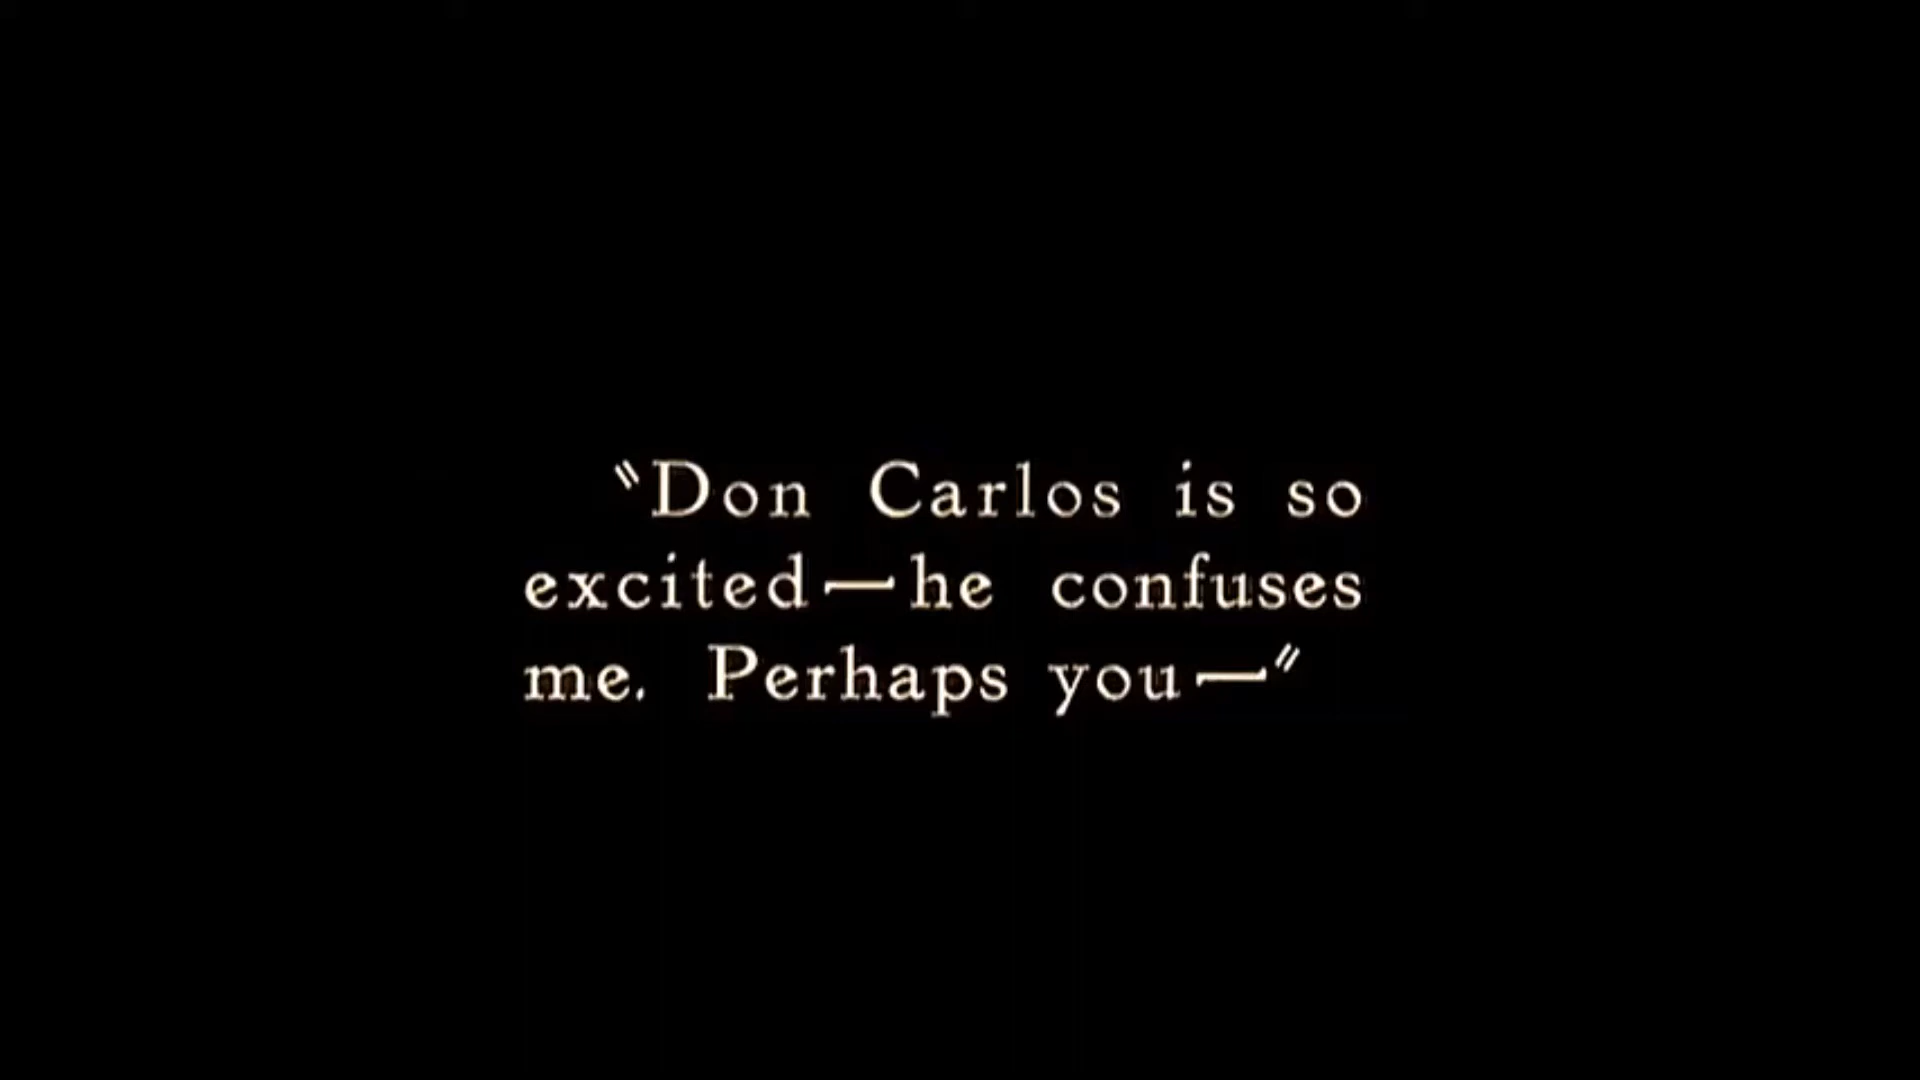 "Don Carlos is so
excited—he confuses
me. Perhaps you—"